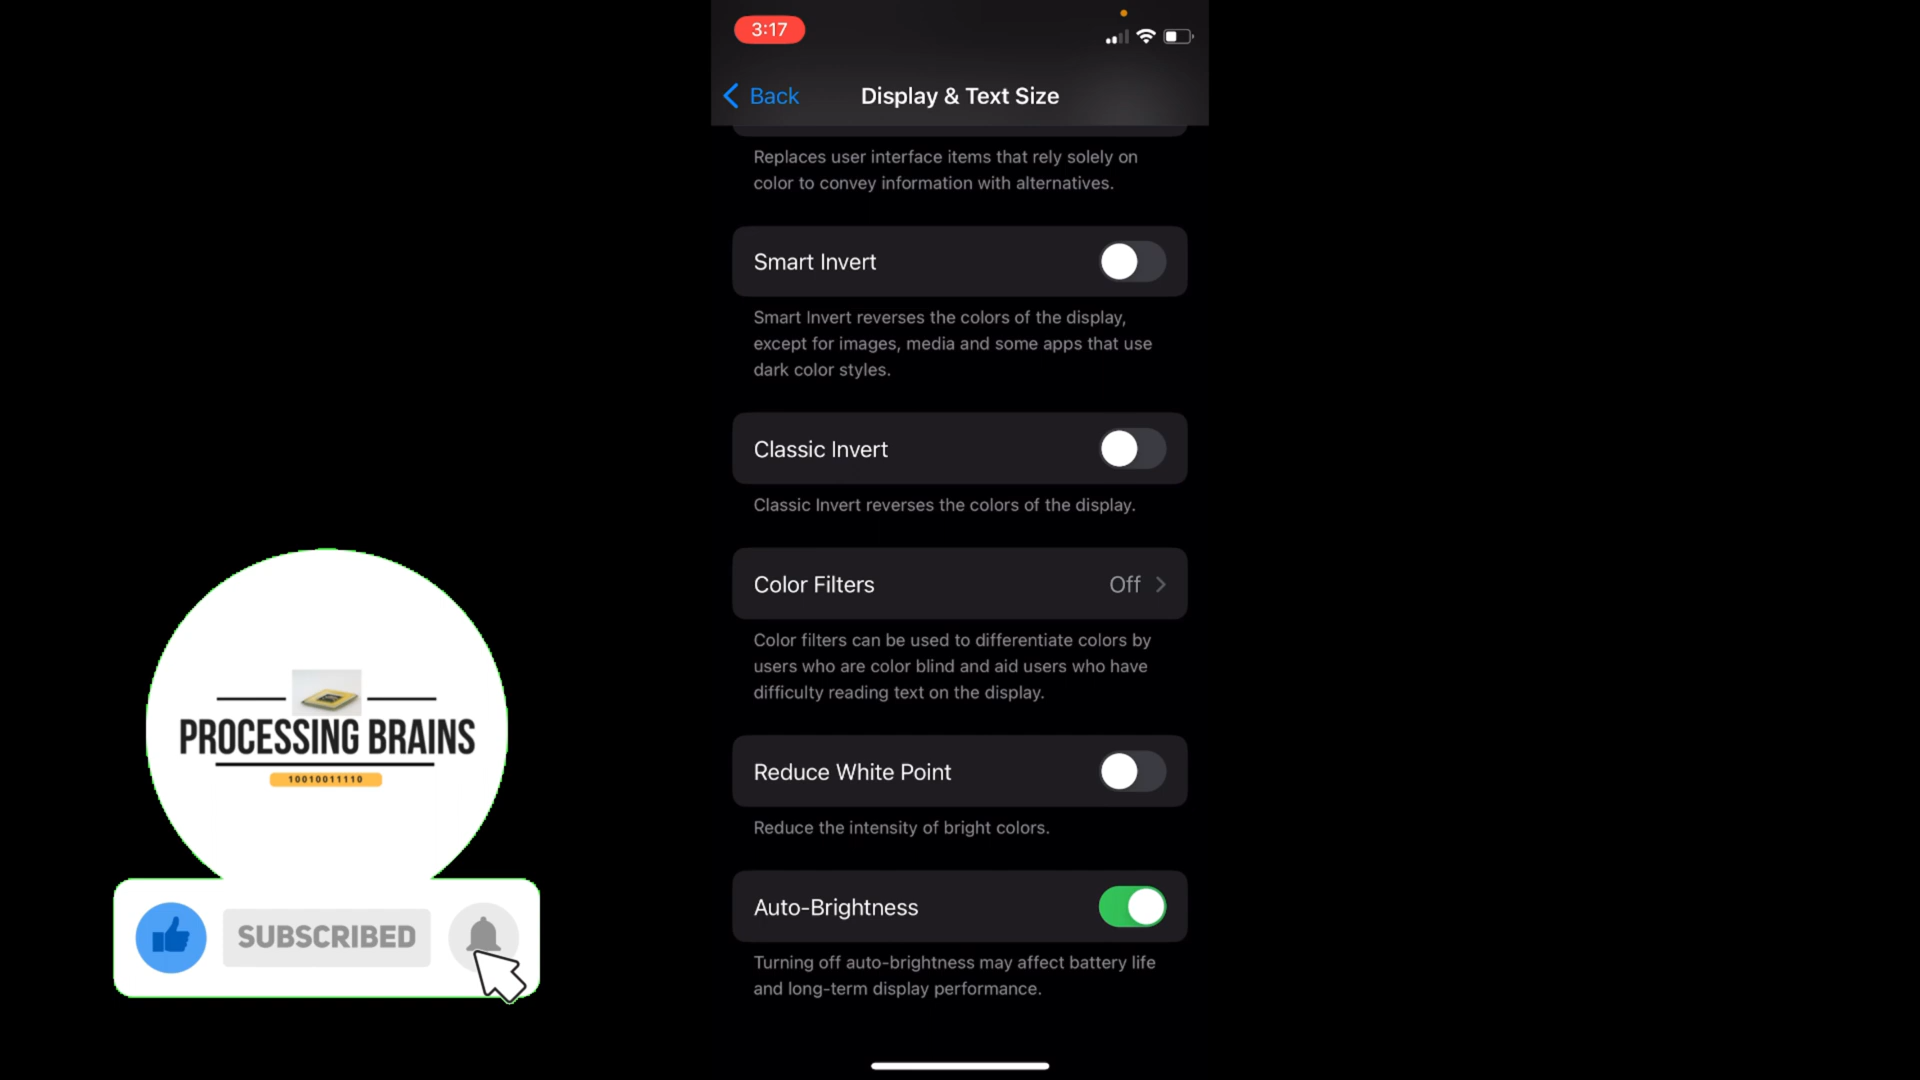 3:17
Back
Display & Text Size
Replaces user interface items that rely solely on
color to convey information with alternatives.
Smart Invert
Smart Invert reverses the colors of the display,
except for images, media and some apps that use
dark color styles.
Classic Invert
Classic Invert reverses the colors of the display.
Color Filters
Off
Color filters can be used to differentiate colors by
users who are color blind and aid users who have
difficulty reading text on the display.
Reduce White Point
Reduce the intensity of bright colors.
Auto-Brightness
Turning off auto-brightness may affect battery life
and long-term display performance.
PROCESSING BRAINS
10010011110
SUBSCRIBED